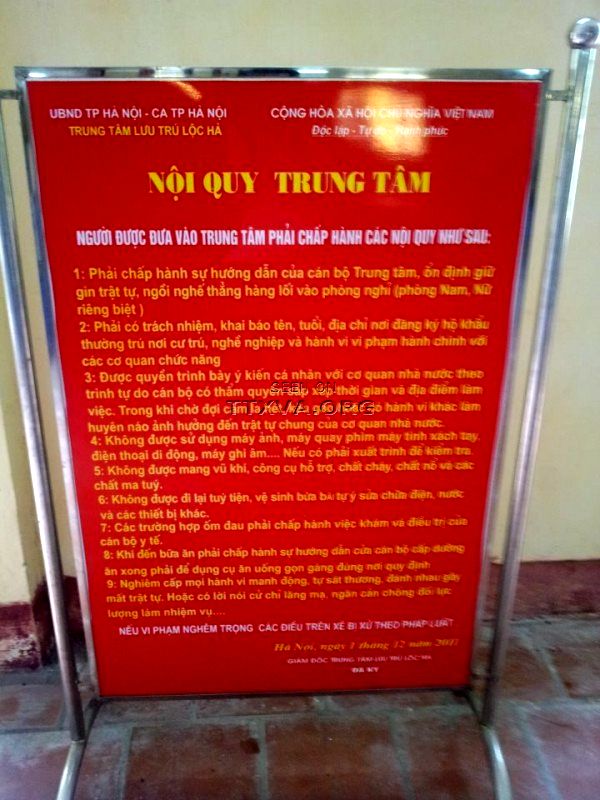 UBND TP HÀ NỘI - CA TP HÀ NỘI
TRUNG TÂM LƯU TRÚ LỘC HÀ
CỘNG HÒA XÃ HỘI CHỦ NGHĨA VIỆT NAM
Độc lập - Tự do - Hạnh phúc
NỘI QUY TRUNG TÂM
NGƯỜI ĐƯỢC ĐƯA VÀO TRUNG TÂM PHẢI CHẤP HÀNH CÁC NỘI QUY NHƯ SAU:
1: Phải chấp hành sự hướng dẫn của cán bộ Trung tâm, ổn định giữ
gìn trật tự, ngồi nghế thẳng hàng lối vào phòng nghỉ (phòng Nam, Nữ
riêng biệt )
2: Phải có trách nhiệm, khai báo tên, tuổi, địa chỉ nơi đăng ký hộ khẩu
thường trú nơi cư trú, nghề nghiệp và hành vi vi phạm hành chính với
các cơ quan chức năng
3: Được quyền trình bày ý kiến cá nhân với cơ quan nhà nước theo
trình tự do cán bộ có thẩm quyền sắp xếp thời gian và địa điểm làm
việc. Trong khi chờ đợi cấm hò hét, kêu gào hoặc có hành vi khác làm
huyên náo ảnh hưởng đến trật tự chung của cơ quan nhà nước.
SEEN ON
TTXVA.ORG
4: Không được sử dụng máy ảnh, máy quay phim máy tính xách tay,
điện thoại di động, máy ghi âm.... Nếu có phải xuất trình để kiểm tra.
5: Không được mang vũ khí, công cụ hỗ trợ, chất cháy, chất nổ và các
chất ma tuý.
6: Không được đi lại tuỳ tiện, vệ sinh bừa bãi tự ý sửa chữa điện, nước
và các thiết bị khác.
7: Các trường hợp ốm đau phải chấp hành việc khám và điều trị của
cán bộ y tế.
8: Khi đến bữa ăn phải chấp hành sự hướng dẫn của cán bộ cấp dưỡng
ăn xong phải để dụng cụ ăn uống gọn gàng đúng nơi quy định
9: Nghiêm cấp mọi hành vi manh động, tự sát thương, đánh nhau gây
mất trật tự. Hoặc có lời nói cử chỉ lăng mạ, ngăn cản chống đối lực
lượng làm nhiệm vụ....
NẾU VI PHẠM NGHÊM TRỌNG CÁC ĐIỀU TRÊN XẼ BỊ XỬ THEO PHÁP LUẬT
Hà Nội, ngày 1 tháng 12 năm 2011
GIÁM ĐỐC TRUNG TÂM LƯU TRÚ LỘC HÀ
ĐÃ KÝ